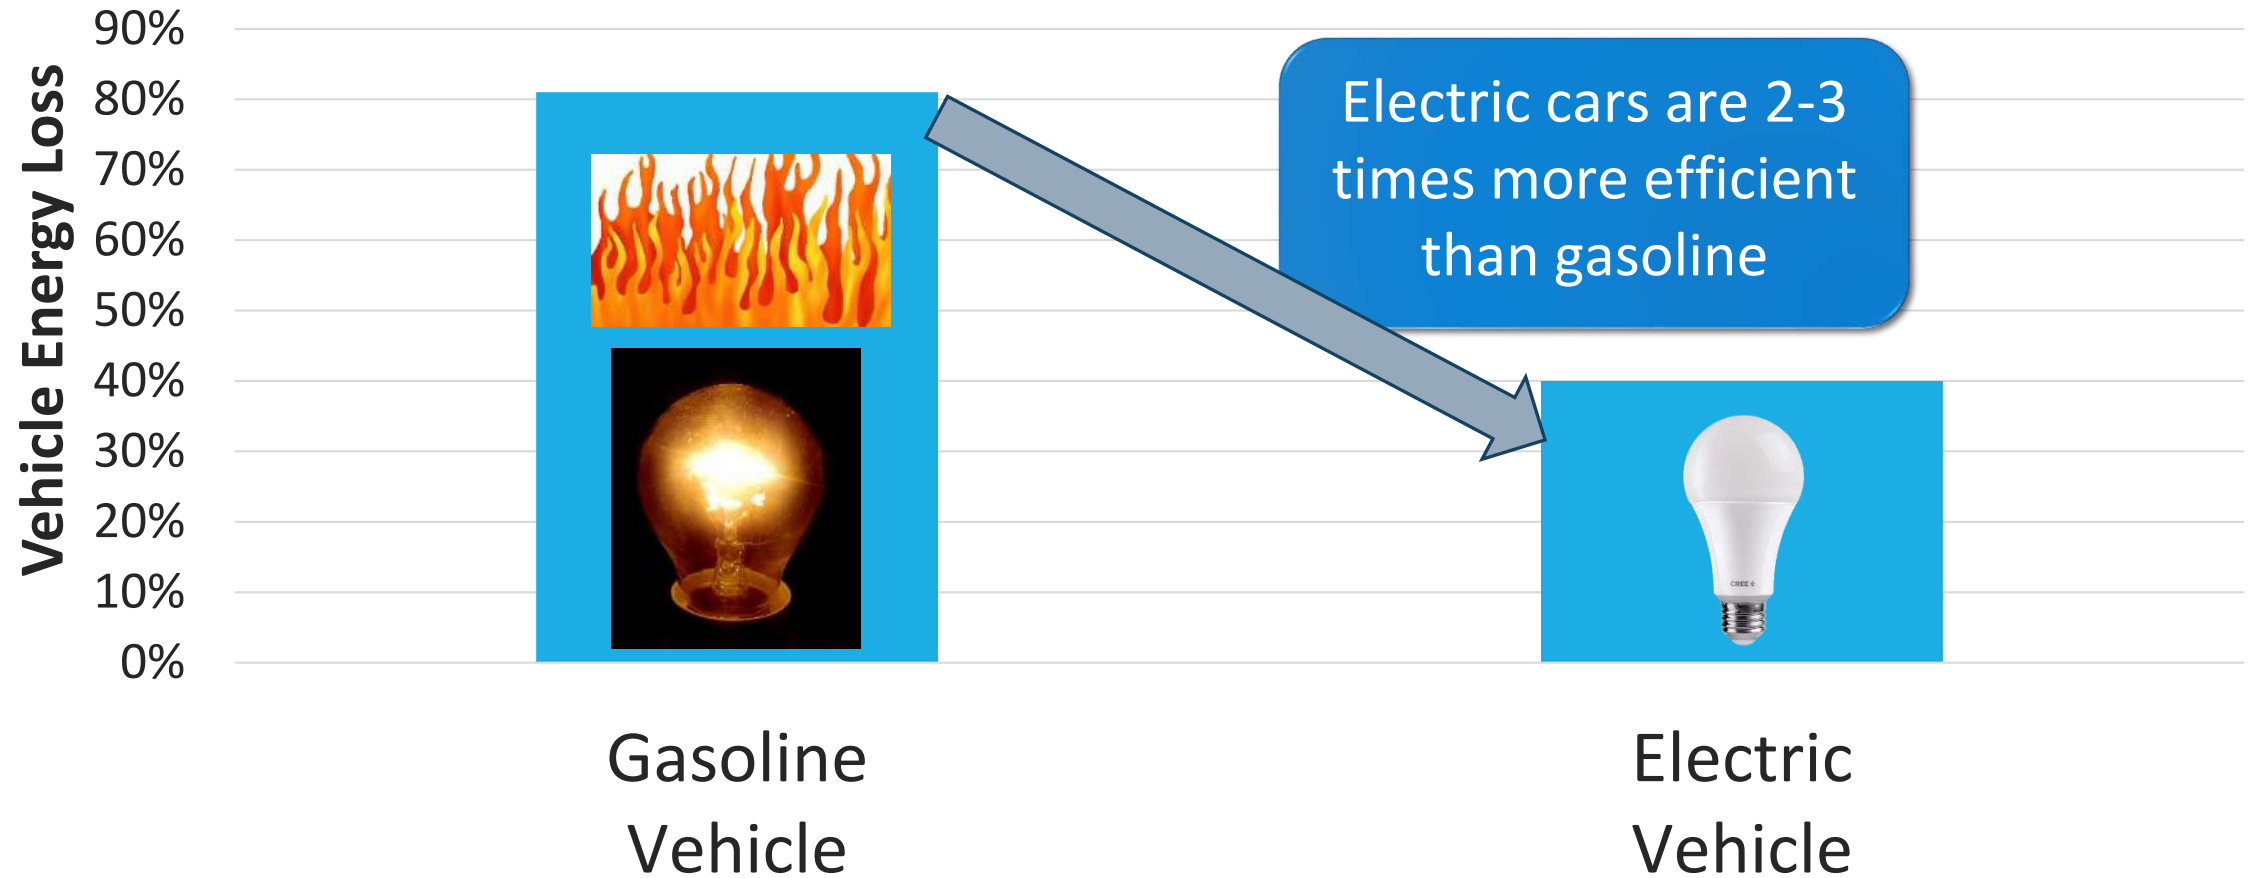 Vehicle Energy Loss
90%
80%
70%
60%
50%
40%
30%
20%
10%
0%
Electric cars are 2-3
times more efficient
than gasoline
CREE
Gasoline
Vehicle
Electric
Vehicle